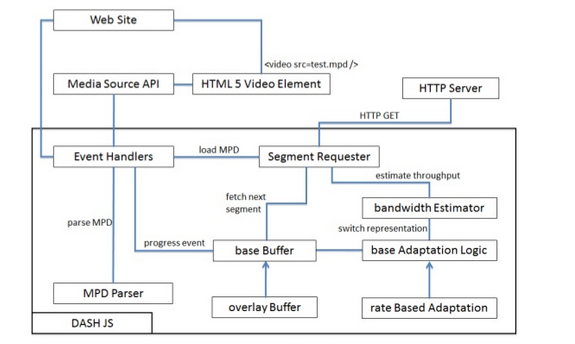 Web Site
<video src=test.mpd />
Media Source API
HTML 5 Video Element
HTTP Server
HTTP GET
Event Handlers
load MPD
Segment Requester
estimate throughput
fetch next
segment
bandwidth Estimator
parse MPD
switch representation
progress event
base Buffer
base Adaptation Logic
MPD Parser
overlay Buffer
rate Based Adaptation
DASH JS